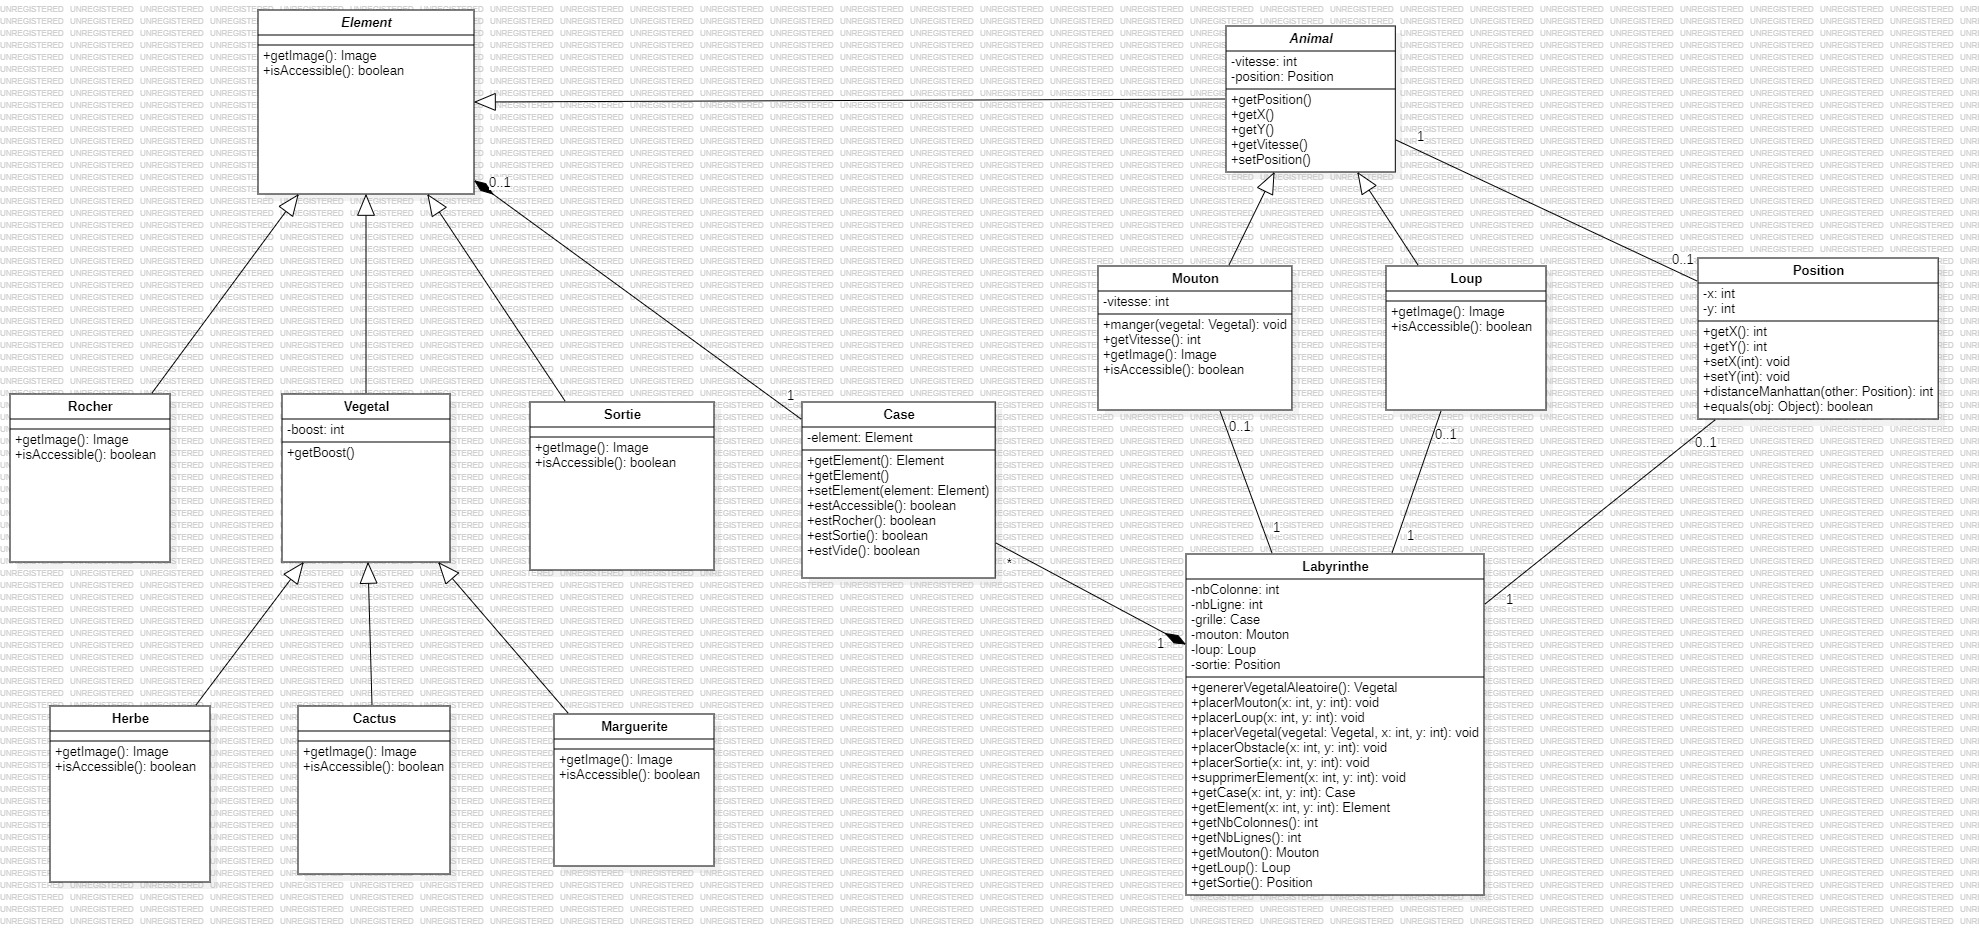 Element
+getImage(): Image
+isAccessible(): boolean
Animal
-vitesse: int
-position: Position
+getPosition()
+getX()
+getY()
+getVitesse()
+setPosition()
0..1
1
1
0..1
Mouton
-vitesse: int
+manger(vegetal: Vegetal): void
+getVitesse(): int
+getImage(): Image
+isAccessible(): boolean
Loup
+getImage(): Image
+isAccessible(): boolean
Position
-x: int
-y: int
+getX(): int
+getY(): int
+setX(int): void
+setY(int): void
+distanceManhattan(other: Position): int
+equals(obj: Object): boolean
Rocher
+getImage(): Image
+isAccessible(): boolean
Vegetal
-boost: int
+getBoost()
Sortie
+getImage(): Image
+isAccessible(): boolean
Case
-element: Element
+getElement(): Element
+getElement()
+setElement(element: Element)
+estAccessible(): boolean
+estRocher(): boolean
+estSortie(): boolean
+estVide(): boolean
0..1
0..1
0..1
1
1
*
1
1
Labyrinthe
-nbColonne: int
-nbLigne: int
-grille: Case
-mouton: Mouton
-loup: Loup
-sortie: Position
+genererVegetalAleatoire(): Vegetal
+placerMouton(x: int, y: int): void
+placerLoup(x: int, y: int): void
+placerVegetal(vegetal: Vegetal, x: int, y: int): void
+placerObstacle(x: int, y: int): void
+placerSortie(x: int, y: int): void
+supprimerElement(x: int, y: int): void
+getCase(x: int, y: int): Case
+getElement(x: int, y: int): Element
+getNbColonnes(): int
+getNbLignes(): int
+getMouton(): Mouton
+getLoup(): Loup
+getSortie(): Position
Herbe
+getImage(): Image
+isAccessible(): boolean
Cactus
+getImage(): Image
+isAccessible(): boolean
Marguerite
+getImage(): Image
+isAccessible(): boolean
UNREGISTERED